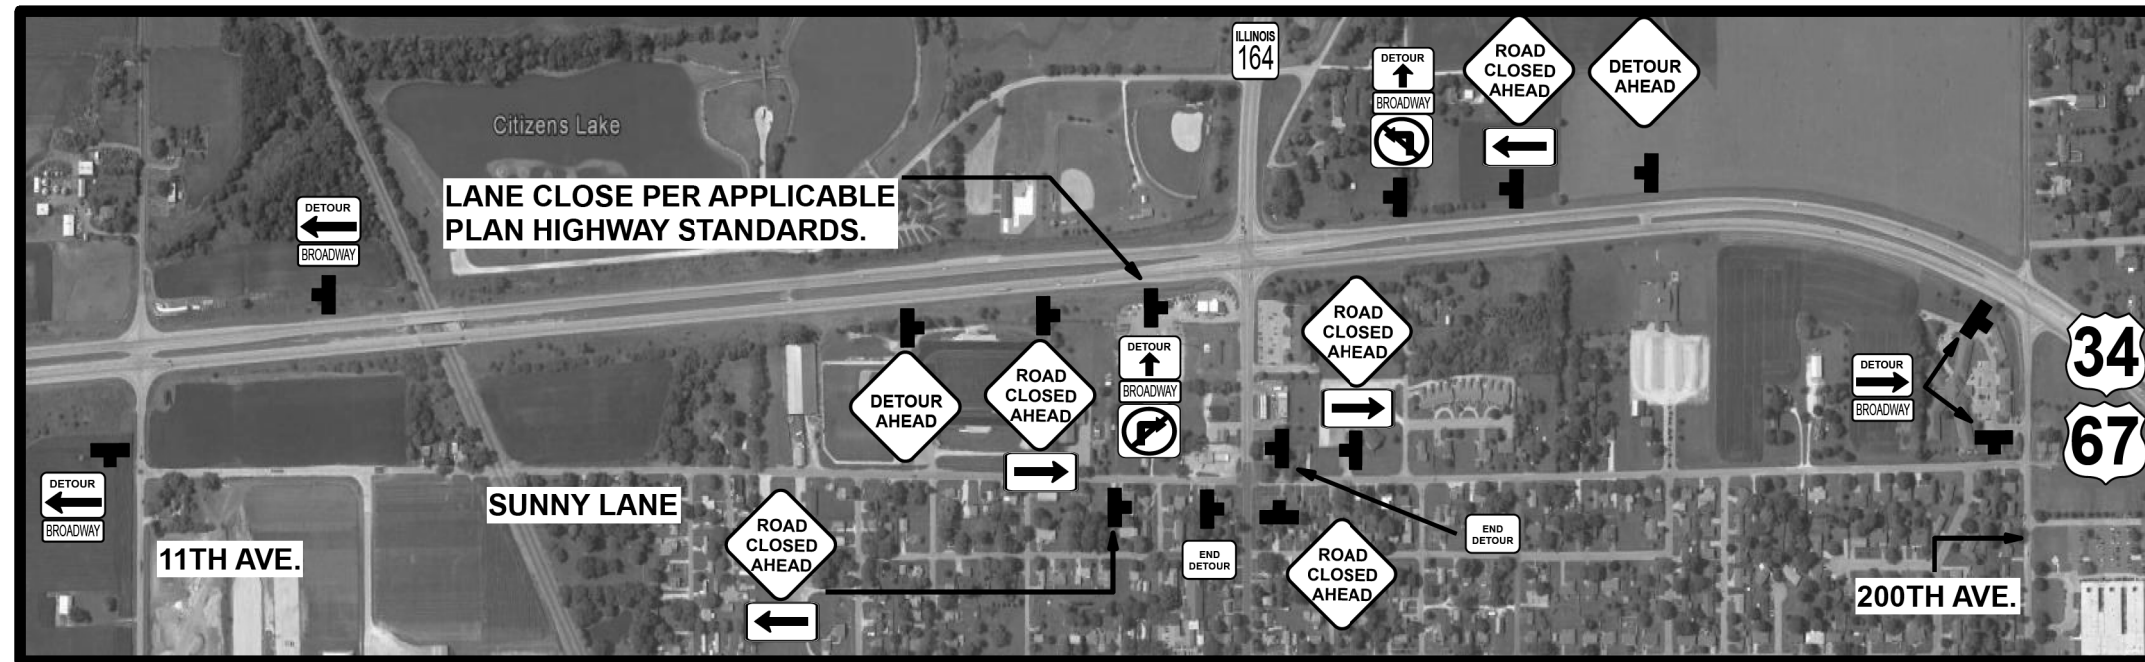 ILLINOIS
164
DETOUR
BROADWAY
ROAD
CLOSED
AHEAD
DETOUR
AHEAD
Citizens Lake
LANE CLOSE PER APPLICABLE
PLAN HIGHWAY STANDARDS.
DETOUR
BROADWAY
ROAD
CLOSED
AHEAD
34
DETOUR
AHEAD
ROAD
CLOSED
AHEAD
DETOUR
BROADWAY
DETOUR
BROADWAY
67
DETOUR
BROADWAY
SUNNY LANE
ROAD
CLOSED
AHEAD
END
DETOUR
ROAD
CLOSED
AHEAD
END
DETOUR
11TH AVE.
200TH AVE.